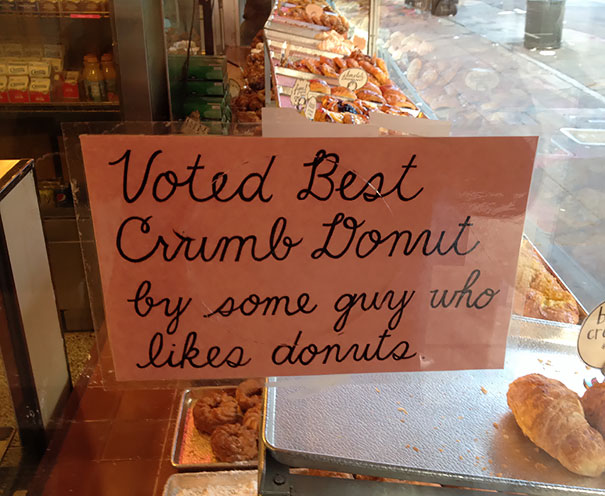 Voted Best
Crumb Donut
by some guy who
likes donuts.